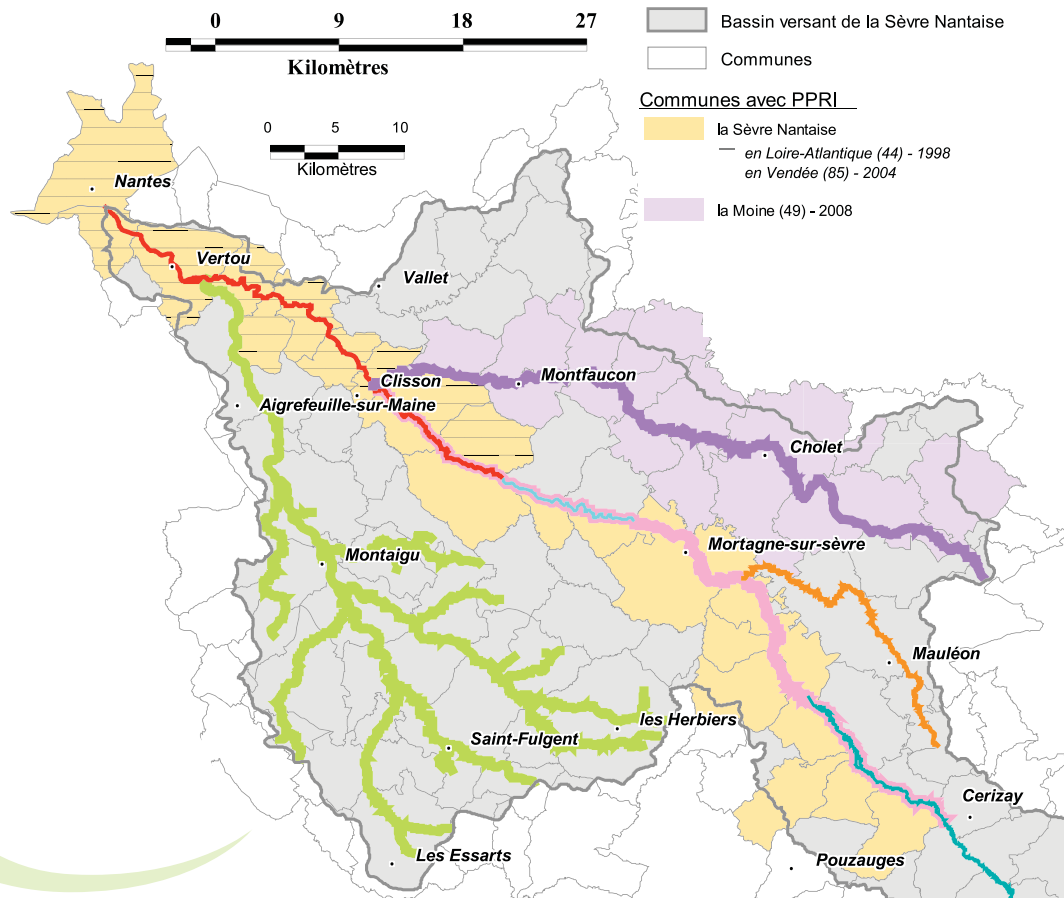 0 9 18 27
Kilomètres
0 5 10
Kilomètres
Bassin versant de la Sèvre Nantaise
Communes
Communes avec PPRI
la Sèvre Nantaise
en Loire-Atlantique (44) - 1998
en Vendée (85) - 2004
la Moine (49) - 2008
Nantes
Vertou
Vallet
Clisson
Montfaucon
Aigrefeuille-sur-Maine
Cholet
Mortagne-sur-sèvre
Montaigu
Mauléon
les Herbiers
Saint-Fulgent
Cerizay
Les Essarts
Pouzauges